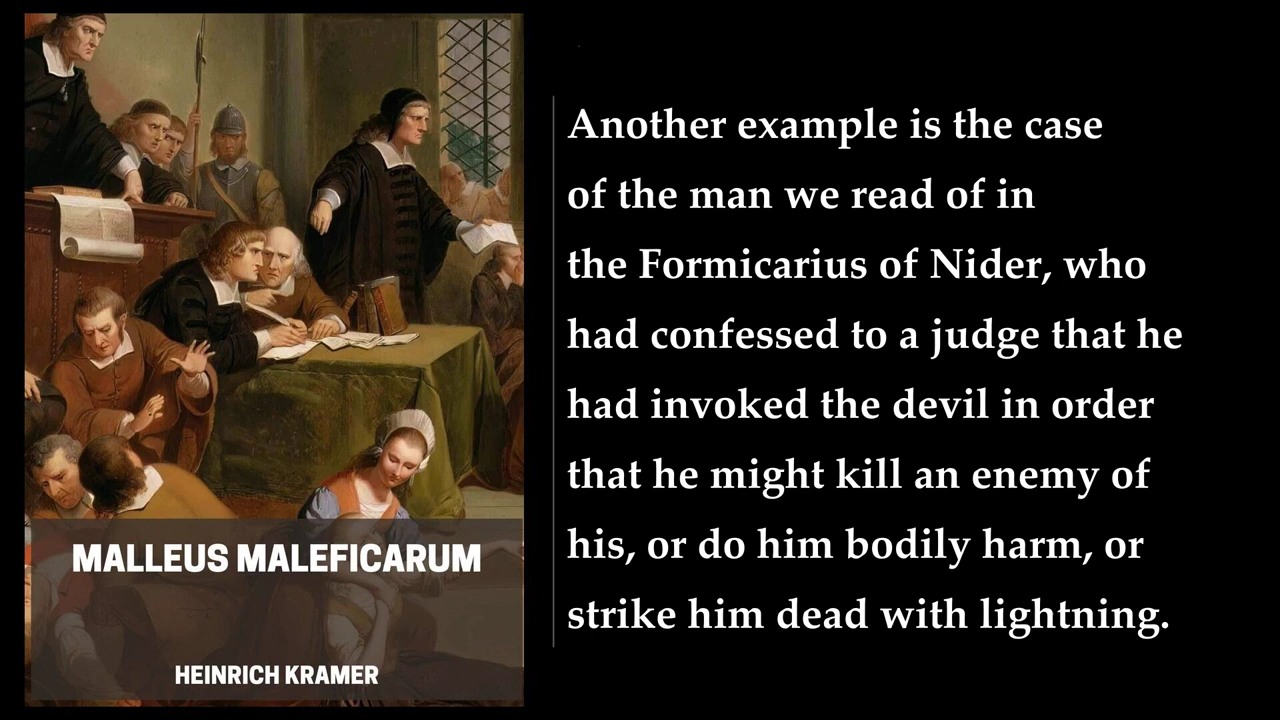 MALLEUS MALEFICARUM
HEINRICH KRAMER
Another example is the case
of the man we read of in
the Formicarius of Nider, who
had confessed to a judge that he
had invoked the devil in order
that he might kill an enemy of
his, or do him bodily harm, or
strike him dead with lightning.